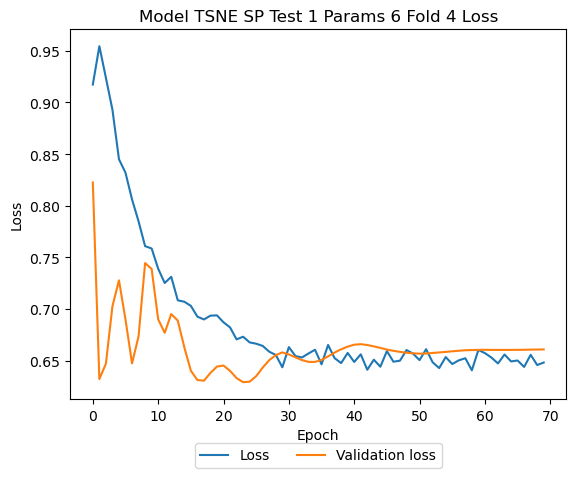 Model TSNE SP Test 1 Params 6 Fold 4 Loss
0.95
0.90
0.85
0.80
0.75
0.70
0.65
Loss
0 10 20 30 40 50 60 70
Epoch
Loss Validation loss